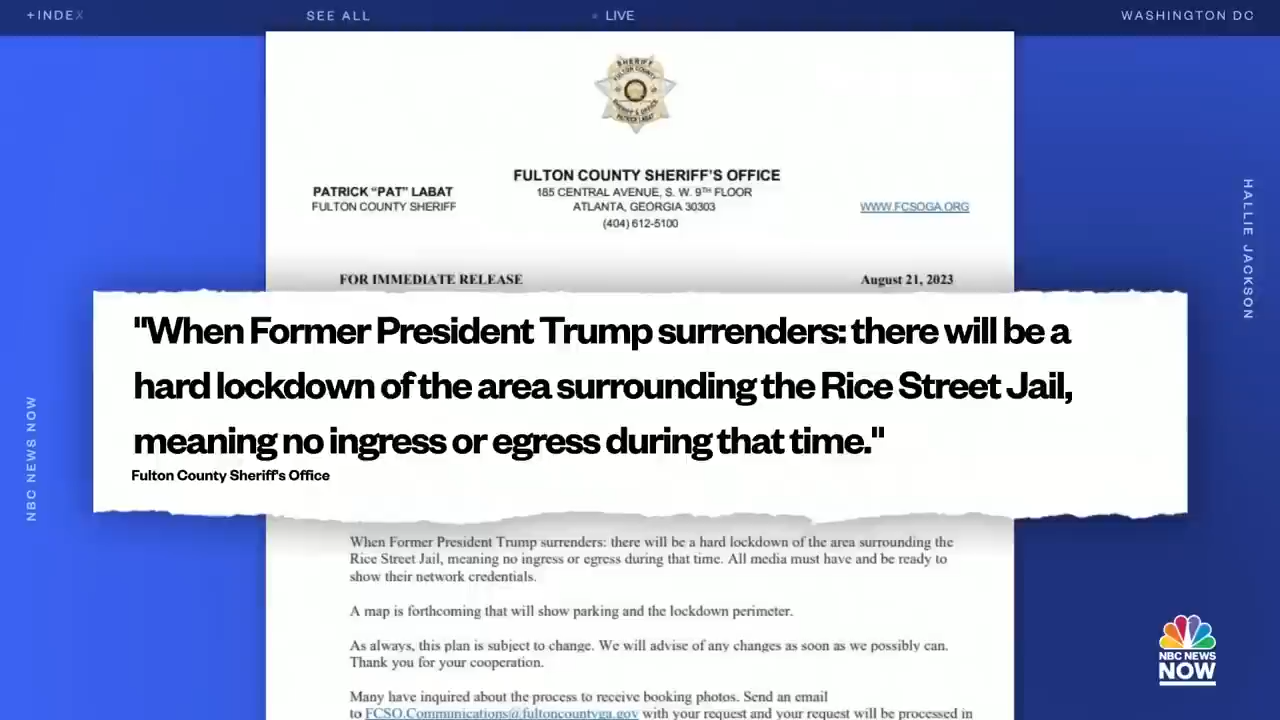 +INDEX
SEE ALL
LIVE
WASHINGTON DC
SHERIFF
FULTON COUNTY
SHERIFF'S OFFICE
PATRICK LABAT
FULTON COUNTY SHERIFF'S OFFICE
185 CENTRAL AVENUE, S. W. 9TH FLOOR
ATLANTA, GEORGIA 30303
(404) 612-5100
PATRICK "PAT" LABAT
FULTON COUNTY SHERIFF
WWW.FCSOGA.ORG
FOR IMMEDIATE RELEASE
August 21, 2023
"When Former President Trump surrenders: there will be a
hard lockdown of the area surrounding the Rice Street Jail,
meaning no ingress or egress during that time."
Fulton County Sheriff's Office
When Former President Trump surrenders: there will be a hard lockdown of the area surrounding the
Rice Street Jail, meaning no ingress or egress during that time. All media must have and be ready to
show their network credentials.
A map is forthcoming that will show parking and the lockdown perimeter.
As always, this plan is subject to change. We will advise of any changes as soon as we possibly can.
Thank you for your cooperation.
Many have inquired about the process to receive booking photos. Send an email
to FCSO.Communications@fultoncountyga.gov with your request and your request will be processed in
NBC NEWS NOW
HALLIE JACKSON
NBC NEWS
NOW